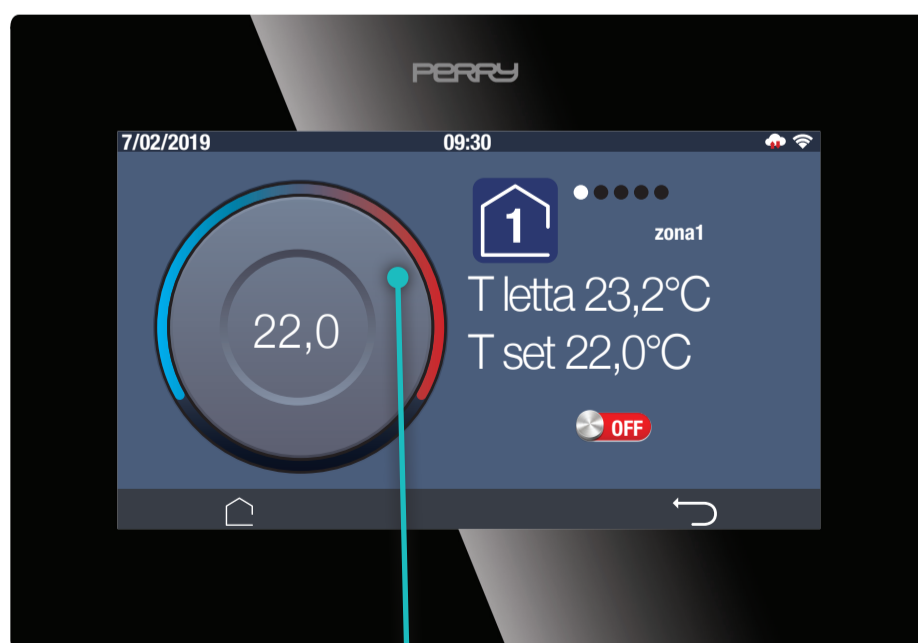 PERRY
7/02/2019 09:30
1
zona1
T letta 23,2°C
22,0
T set 22,0°C
OFF